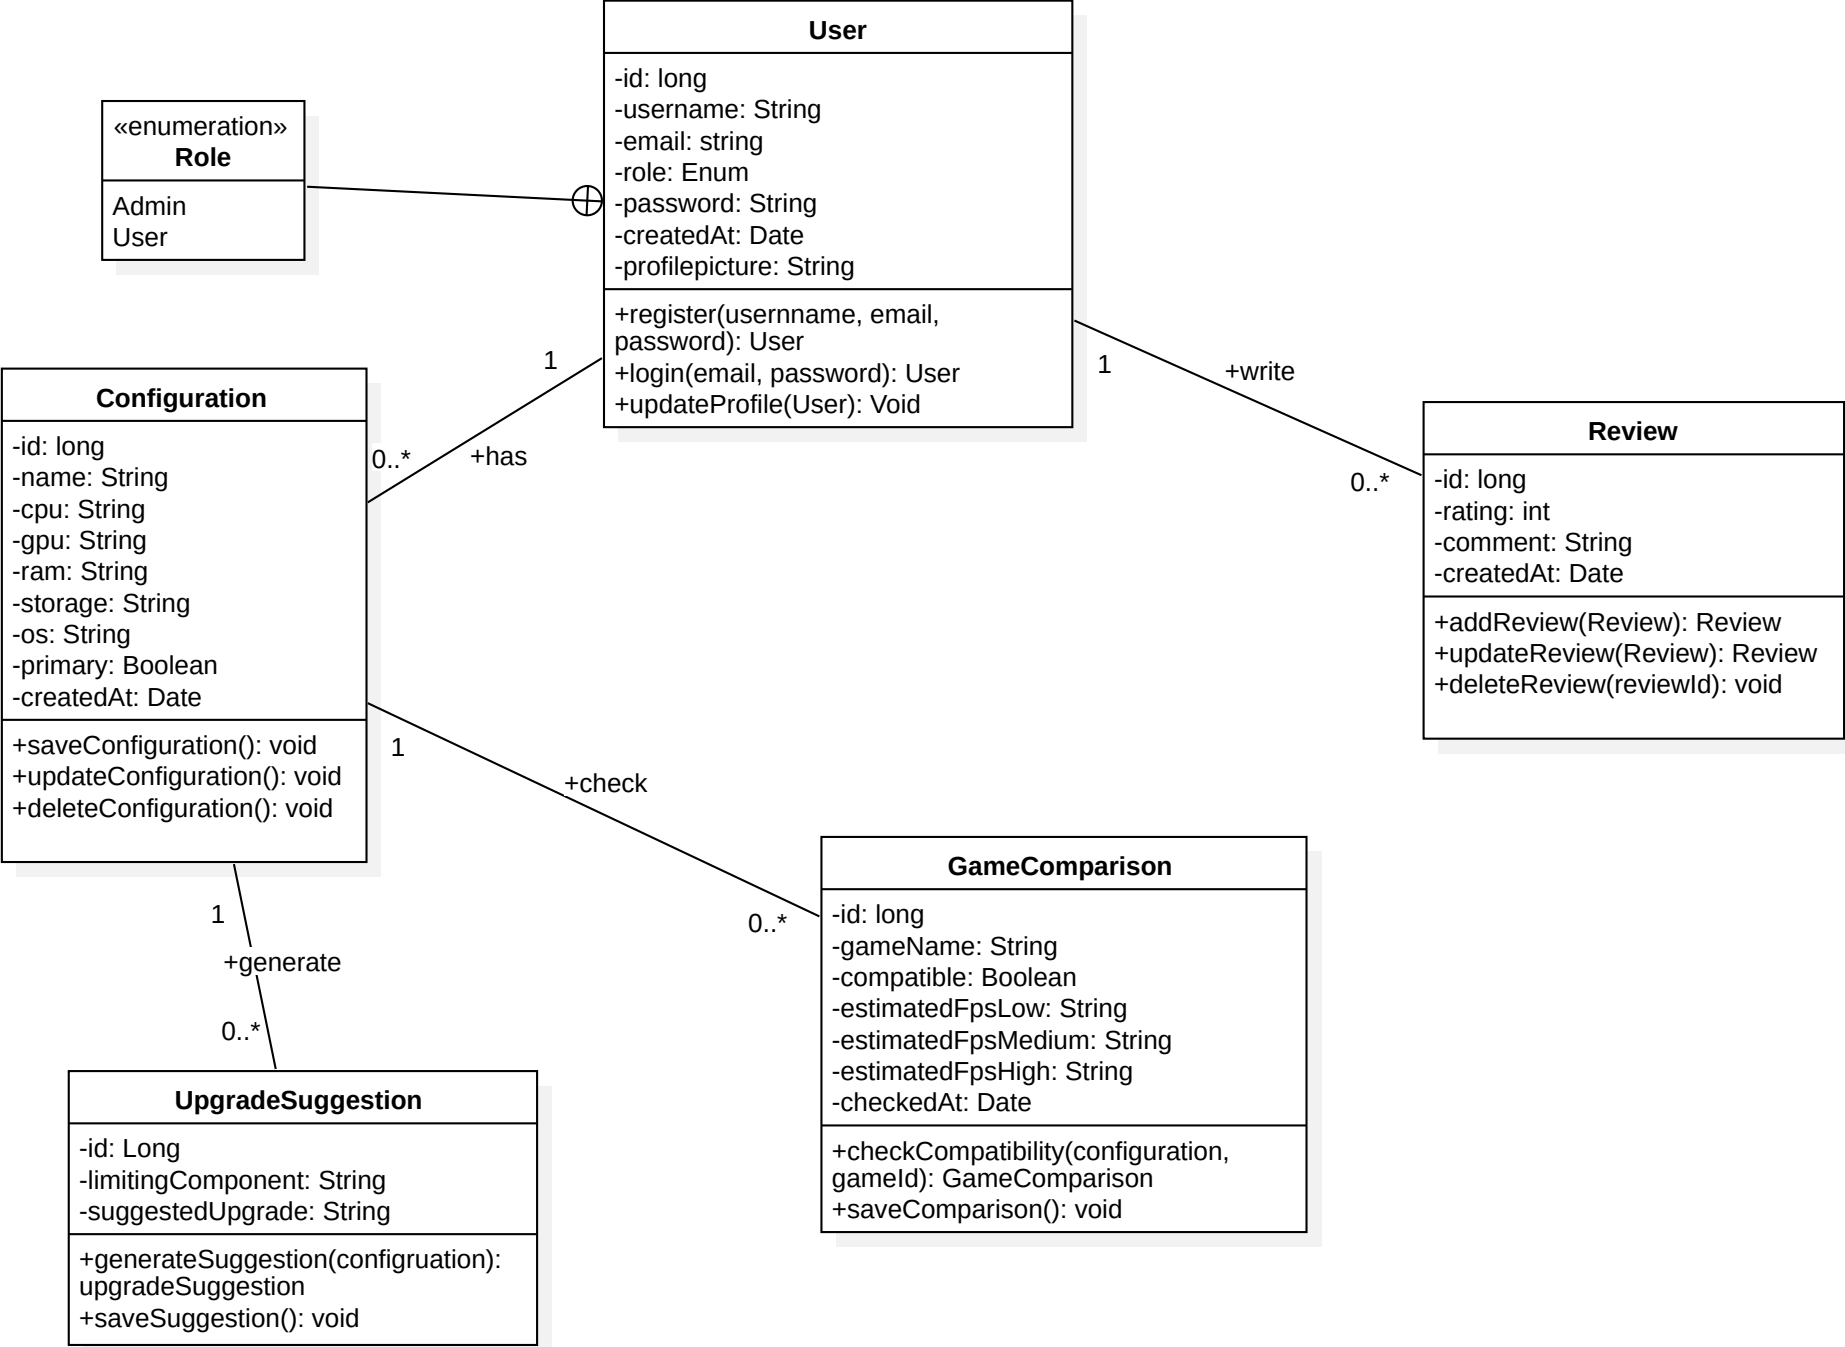 User
-id: long
-username: String
-email: string
-role: Enum
-password: String
-createdAt: Date
-profilepicture: String
+register(usernname, email,
password): User
+login(email, password): User
+updateProfile(User): Void
«enumeration»
Role
Admin
User
1
+has
0..*
1
+write
0..*
Configuration
-id: long
-name: String
-cpu: String
-gpu: String
-ram: String
-storage: String
-os: String
-primary: Boolean
-createdAt: Date
+saveConfiguration(): void
+updateConfiguration(): void
+deleteConfiguration(): void
Review
-id: long
-rating: int
-comment: String
-createdAt: Date
+addReview(Review): Review
+updateReview(Review): Review
+deleteReview(reviewId): void
1
+check
0..*
1
+generate
0..*
GameComparison
-id: long
-gameName: String
-compatible: Boolean
-estimatedFpsLow: String
-estimatedFpsMedium: String
-estimatedFpsHigh: String
-checkedAt: Date
+checkCompatibility(configuration,
gameId): GameComparison
+saveComparison(): void
UpgradeSuggestion
-id: Long
-limitingComponent: String
-suggestedUpgrade: String
+generateSuggestion(configruation):
upgradeSuggestion
+saveSuggestion(): void